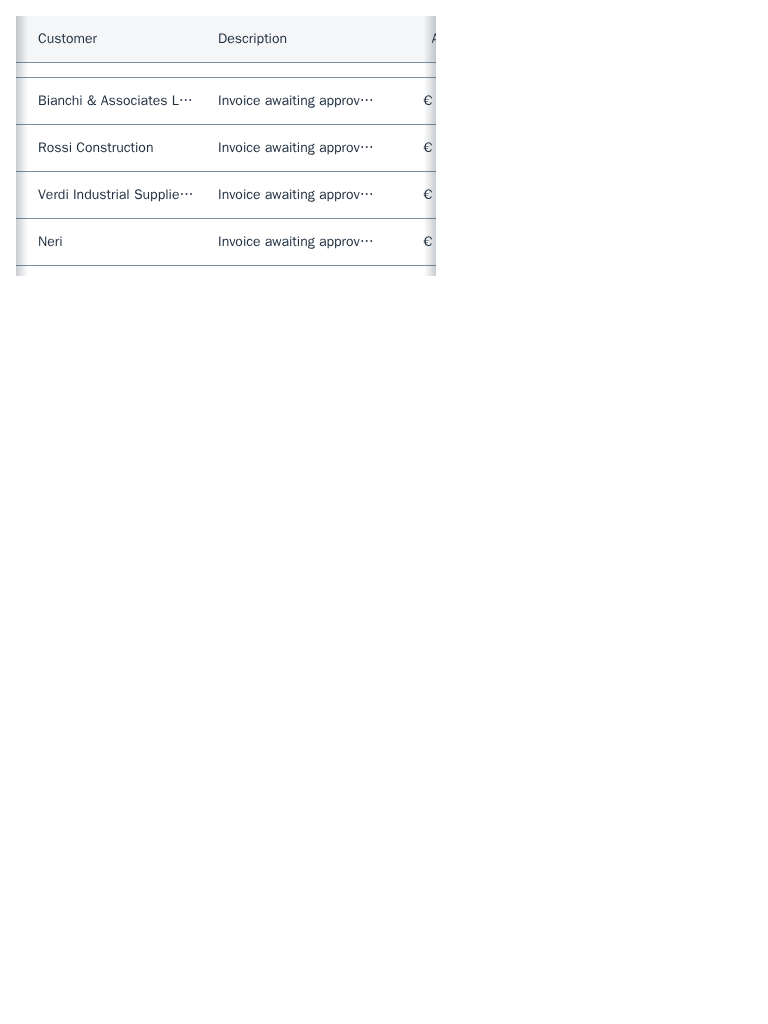 Customer Description
Bianchi & Associates L… Invoice awaiting approv… €
Rossi Construction Invoice awaiting approv… €
Verdi Industrial Supplie… Invoice awaiting approv… €
Neri Invoice awaiting approv… €